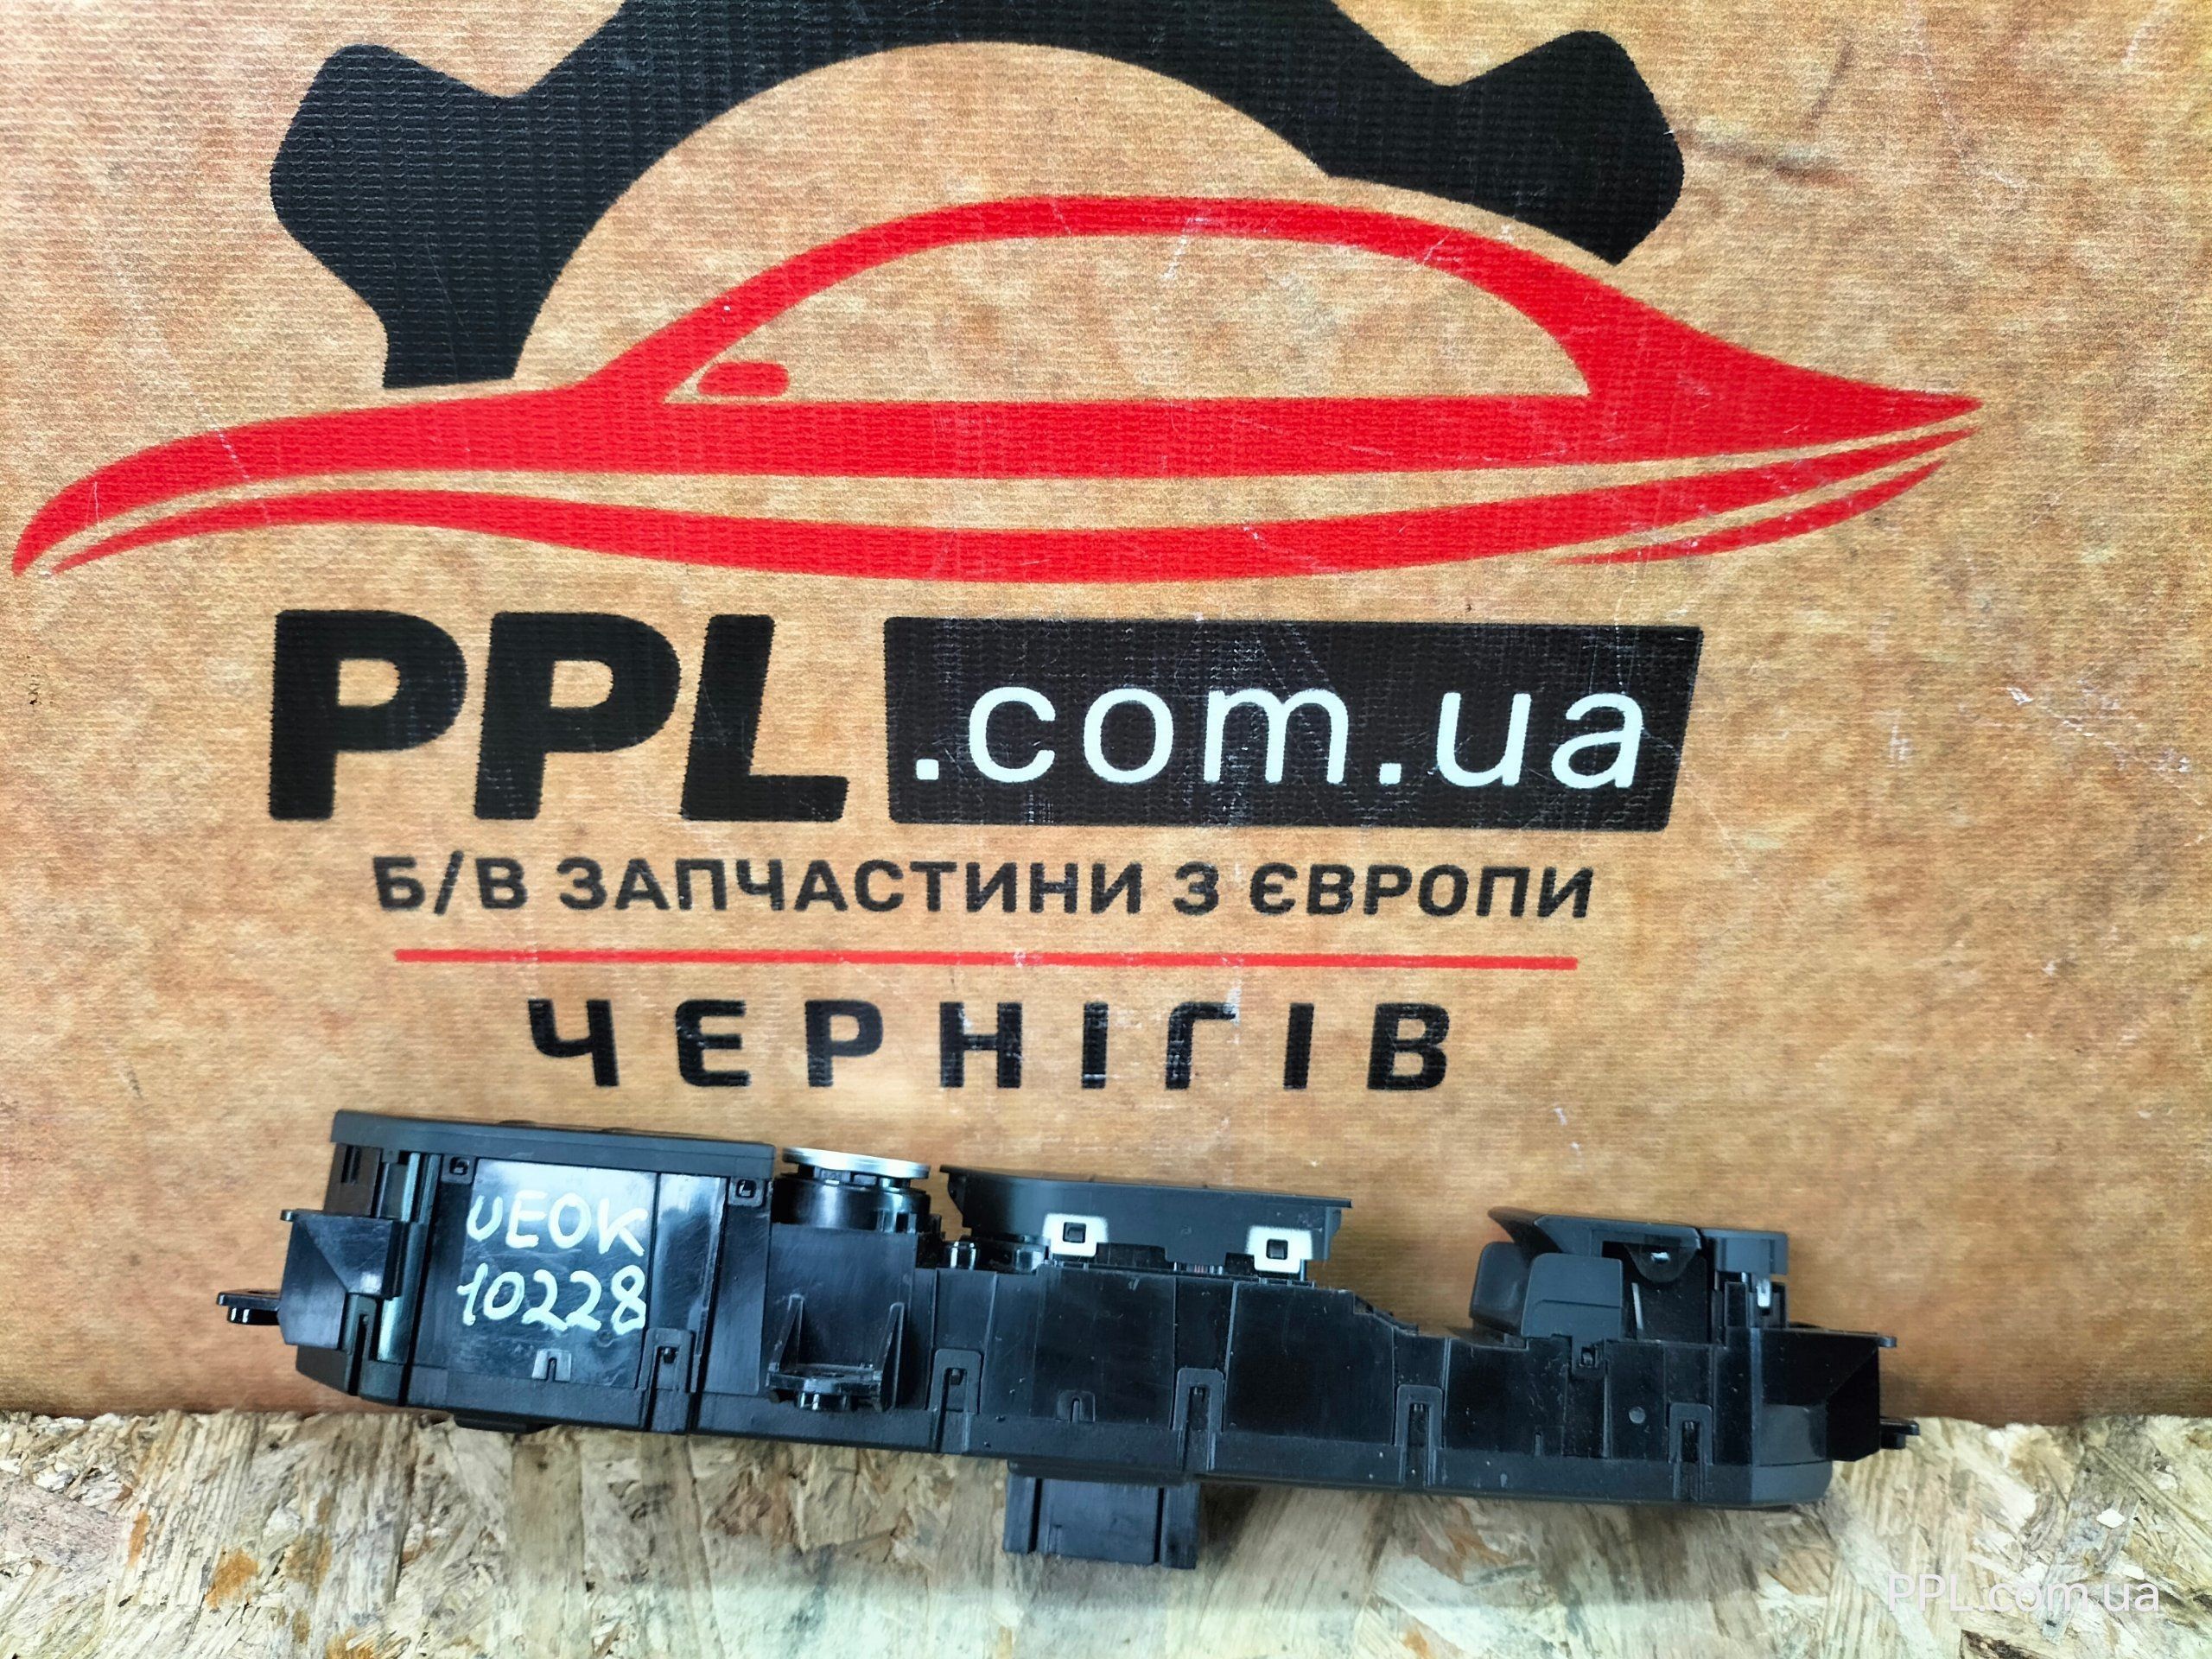 PPL.com.ua
Б/В ЗАПЧАСТИНИ З ЄВРОПИ
ЧЕРНІГІВ
UEOK
10228
PPL.com.ua